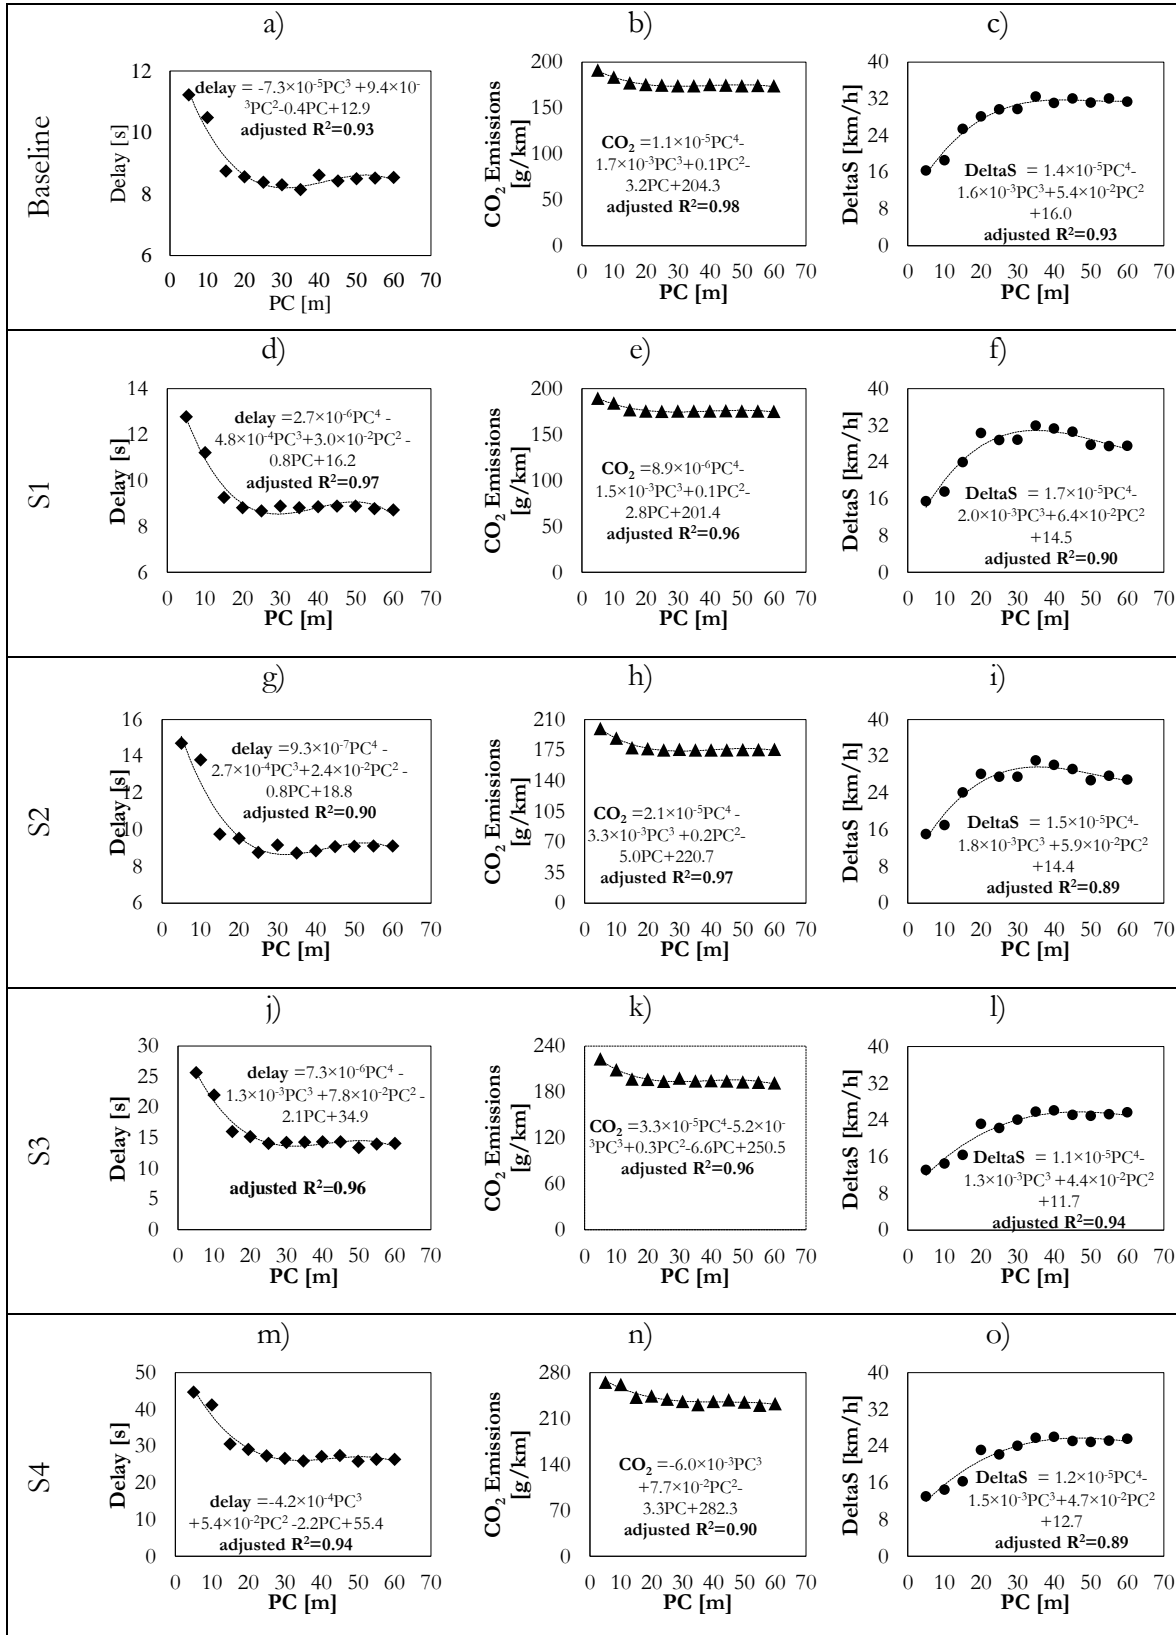 Baseline
a)
Delay [s]
12
10
8
6
delay = -7.3×10⁻⁵PC³ +9.4×10⁻
³PC²-0.4PC+12.9
adjusted R²=0.93
0 10 20 30 40 50 60 70
PC [m]
b)
CO₂ Emissions
[g/km]
200
150
100
50
0
CO₂ =1.1×10⁻⁵PC⁴-
1.7×10⁻³PC³+0.1PC²-
3.2PC+204.3
adjusted R²=0.98
0 10 20 30 40 50 60 70
PC [m]
c)
DeltaS [km/h]
40
32
24
16
8
0
DeltaS = 1.4×10⁻⁵PC⁴-
1.6×10⁻³PC³+5.4×10⁻²PC²
+16.0
adjusted R²=0.93
0 10 20 30 40 50 60 70
PC [m]
S1
d)
Delay [s]
14
12
10
8
6
delay =2.7×10⁻⁶PC⁴ -
4.8×10⁻⁴PC³+3.0×10⁻²PC² -
0.8PC+16.2
adjusted R²=0.97
0 10 20 30 40 50 60 70
PC [m]
e)
CO₂ Emissions
[g/km]
200
150
100
50
0
CO₂ =8.9×10⁻⁶PC⁴-
1.5×10⁻³PC³+0.1PC²-
2.8PC+201.4
adjusted R²=0.96
0 10 20 30 40 50 60 70
PC [m]
f)
DeltaS [km/h]
40
32
24
16
8
0
DeltaS = 1.7×10⁻⁵PC⁴-
2.0×10⁻³PC³+6.4×10⁻²PC²
+14.5
adjusted R²=0.90
0 10 20 30 40 50 60 70
PC [m]
S2
g)
Delay [s]
16
14
12
10
8
6
delay =9.3×10⁻⁷PC⁴ -
2.7×10⁻⁴PC³+2.4×10⁻²PC² -
0.8PC+18.8
adjusted R²=0.90
0 10 20 30 40 50 60 70
PC [m]
h)
CO₂ Emissions
[g/km]
210
175
140
105
70
35
0
CO₂ =2.1×10⁻⁵PC⁴ -
3.3×10⁻³PC³ +0.2PC²-
5.0PC+220.7
adjusted R²=0.97
0 10 20 30 40 50 60 70
PC [m]
i)
DeltaS [km/h]
40
32
24
16
8
0
DeltaS = 1.5×10⁻⁵PC⁴-
1.8×10⁻³PC³ +5.9×10⁻²PC²
+14.4
adjusted R²=0.89
0 10 20 30 40 50 60 70
PC [m]
S3
j)
Delay [s]
30
25
20
15
10
5
0
delay =7.3×10⁻⁶PC⁴ -
1.3×10⁻³PC³ +7.8×10⁻²PC² -
2.1PC+34.9
adjusted R²=0.96
0 10 20 30 40 50 60 70
PC [m]
k)
CO₂ Emissions
[g/km]
240
180
120
60
0
CO₂ =3.3×10⁻⁵PC⁴-5.2×10⁻
³PC³+0.3PC²-6.6PC+250.5
adjusted R²=0.96
0 10 20 30 40 50 60 70
PC [m]
l)
DeltaS [km/h]
40
32
24
16
8
0
DeltaS = 1.1×10⁻⁵PC⁴-
1.3×10⁻³PC³ +4.4×10⁻²PC²
+11.7
adjusted R²=0.94
0 10 20 30 40 50 60 70
PC [m]
S4
m)
Delay [s]
50
40
30
20
10
0
delay =-4.2×10⁻⁴PC³
+5.4×10⁻²PC² -2.2PC+55.4
adjusted R²=0.94
0 10 20 30 40 50 60 70
PC [m]
n)
CO₂ Emissions
[g/km]
280
210
140
70
0
CO₂ =-6.0×10⁻³PC³
+7.7×10⁻²PC²-
3.3PC+282.3
adjusted R²=0.90
0 10 20 30 40 50 60 70
PC [m]
o)
DeltaS [km/h]
40
32
24
16
8
0
DeltaS = 1.2×10⁻⁵PC⁴-
1.5×10⁻³PC³+4.7×10⁻²PC²
+12.7
adjusted R²=0.89
0 10 20 30 40 50 60 70
PC [m]